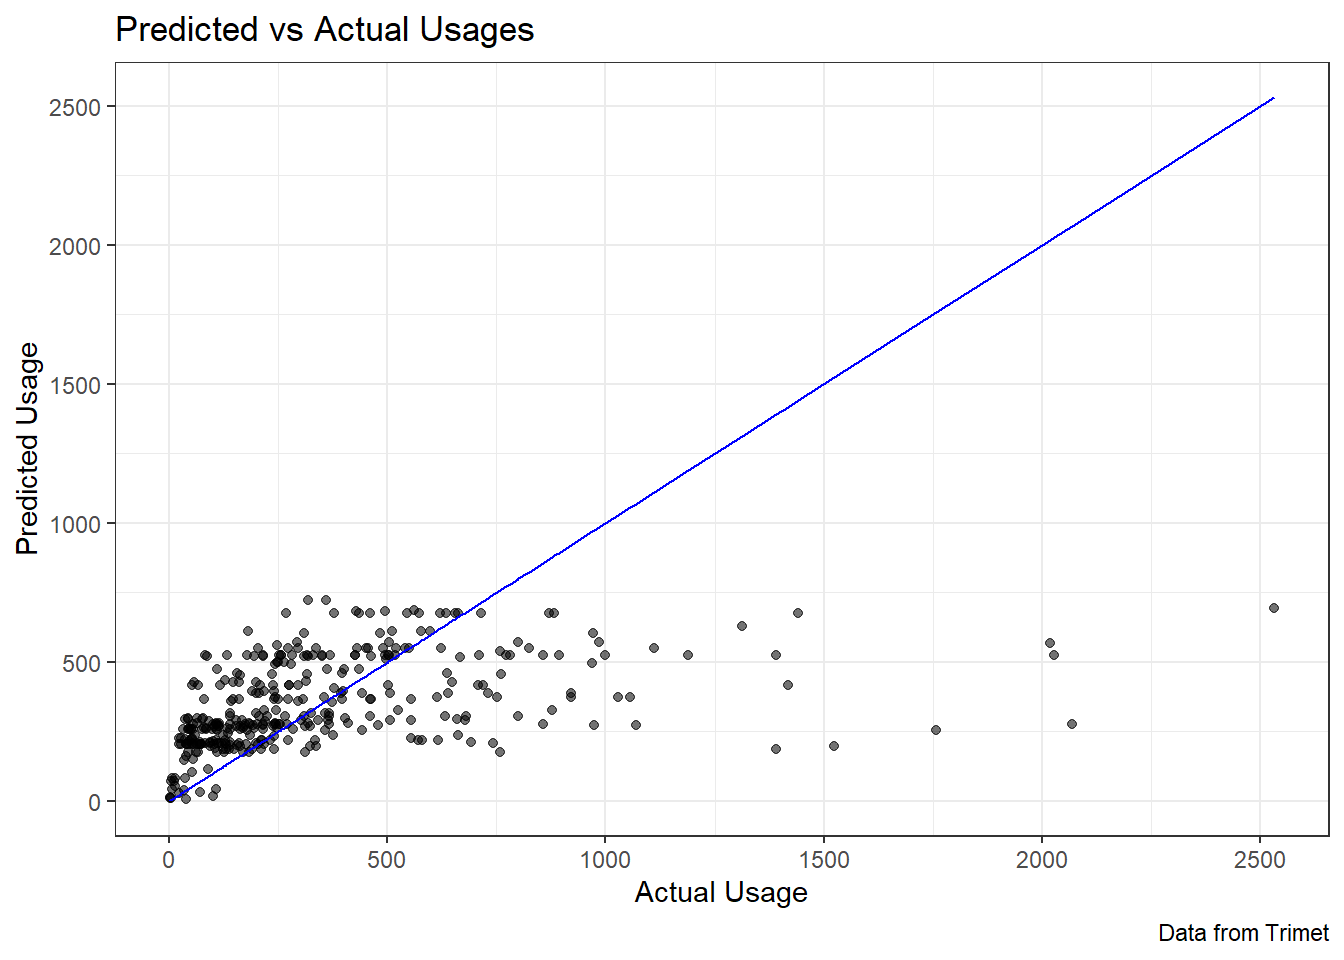 Predicted vs Actual Usages
Predicted Usage
2500
2000
1500
1000
500
0
0 500 1000 1500 2000 2500
Actual Usage
Data from Trimet